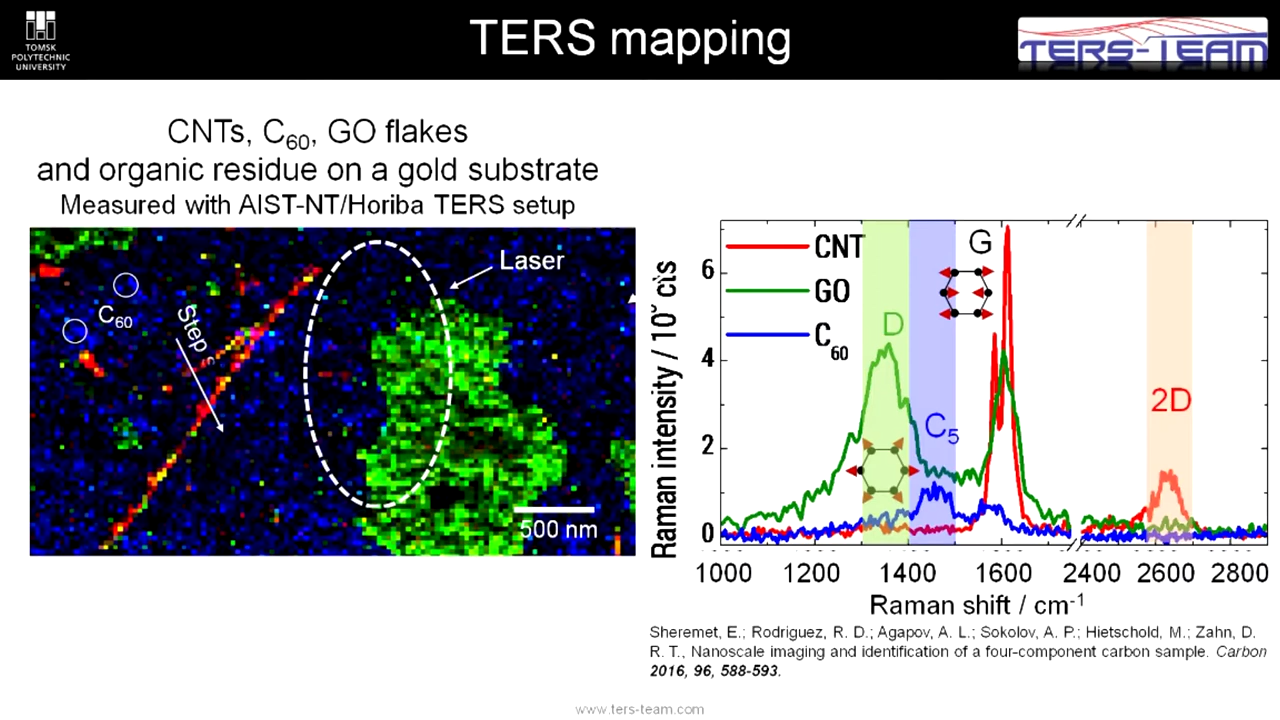 TOMSK
POLYTECHNIC
UNIVERSITY
TERS mapping
TERS-TEAM
CNTs, C60, GO flakes
and organic residue on a gold substrate
Measured with AIST-NT/Horiba TERS setup
Laser
C60
Step
500 nm
CNT
GO
C60
G
D
C5
2D
6
4
2
0
Raman intensity / 10
1000 1200 1400 1600 2400 2600 2800
Raman shift / cm-1
Sheremet, E.; Rodriguez, R. D.; Agapov, A. L.; Sokolov, A. P.; Hietschold, M.; Zahn, D.
R. T., Nanoscale imaging and identification of a four-component carbon sample. Carbon
2016, 96, 588-593.
www.ters-team.com